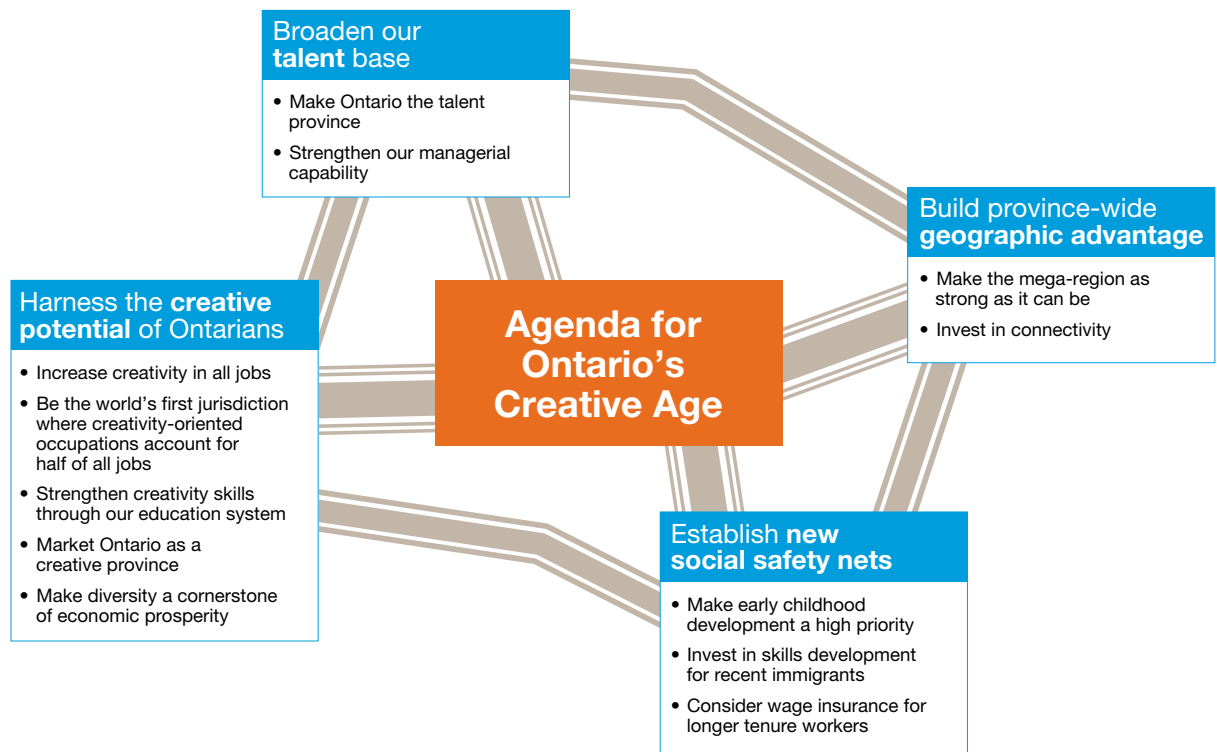 Broaden our
talent base
• Make Ontario the talent
province
• Strengthen our managerial
capability
Build province-wide
geographic advantage
• Make the mega-region as
strong as it can be
• Invest in connectivity
Harness the creative
potential of Ontarians
• Increase creativity in all jobs
• Be the world’s first jurisdiction
where creativity-oriented
occupations account for
half of all jobs
• Strengthen creativity skills
through our education system
• Market Ontario as a
creative province
• Make diversity a cornerstone
of economic prosperity
Agenda for
Ontario’s
Creative Age
Establish new
social safety nets
• Make early childhood
development a high priority
• Invest in skills development
for recent immigrants
• Consider wage insurance for
longer tenure workers